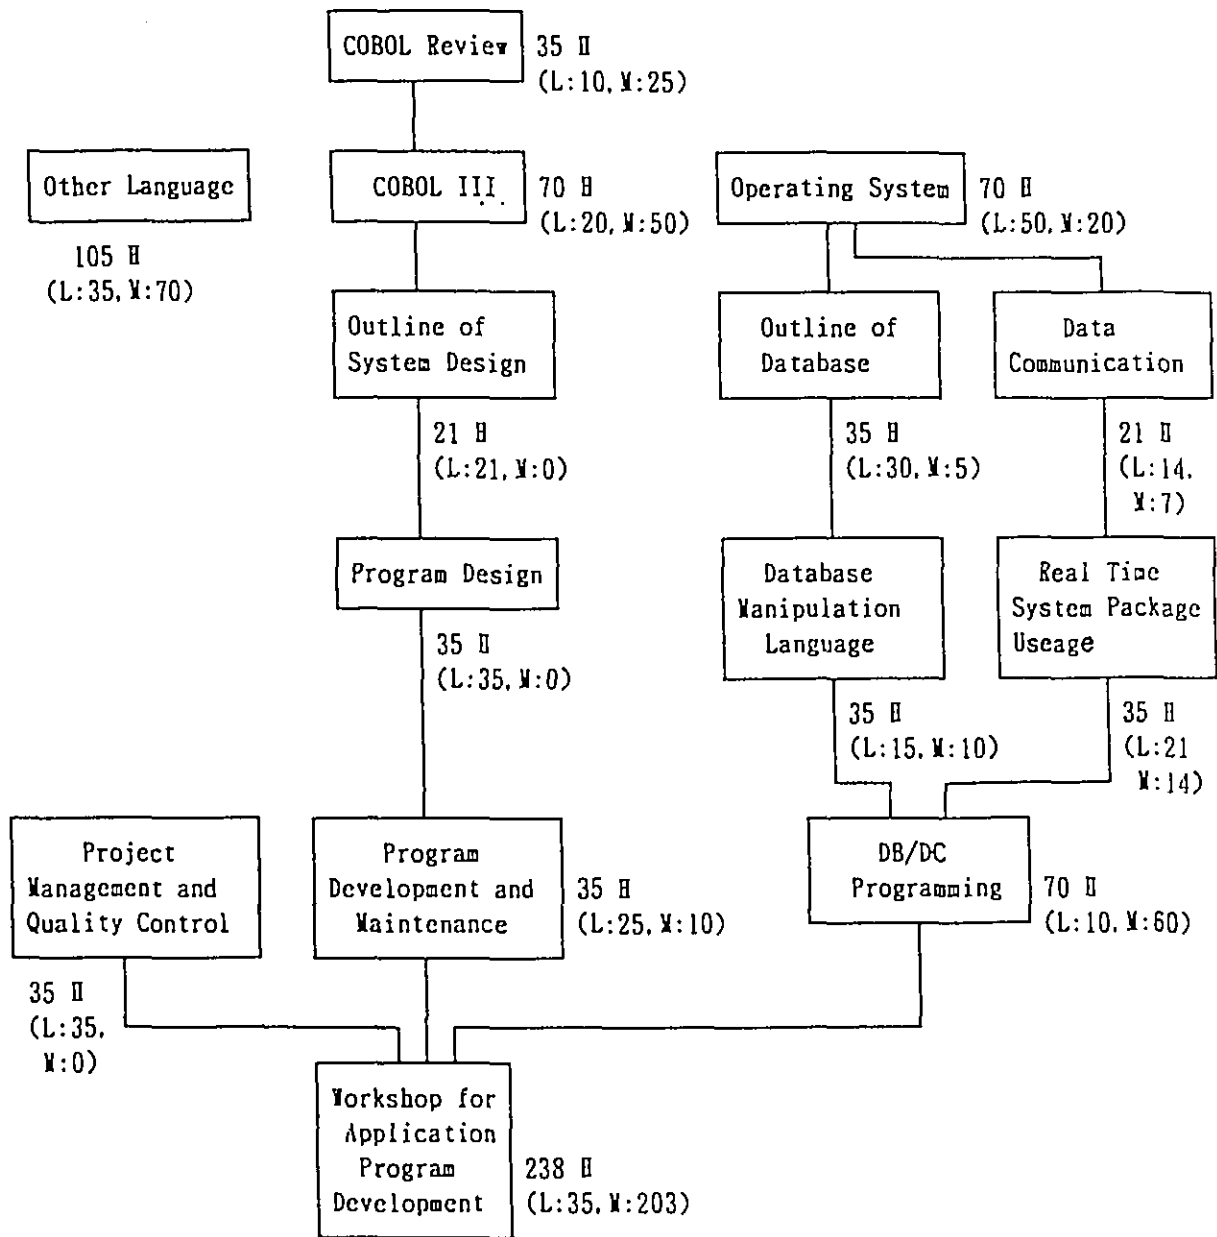 COBOL Review
35 H
(L:10, W:25)
Other Language
105 H
(L:35, W:70)
COBOL III
70 H
(L:20, W:50)
Operating System
70 H
(L:50, W:20)
Outline of
System Design
21 H
(L:21, W:0)
Outline of
Database
35 H
(L:30, W:5)
Data
Communication
21 H
(L:14,
W:7)
Program Design
35 H
(L:35, W:0)
Database
Manipulation
Language
35 H
(L:15, W:10)
Real Time
System Package
Useage
35 H
(L:21
W:14)
Project
Management and
Quality Control
35 H
(L:35,
W:0)
Program
Development and
Maintenance
35 H
(L:25, W:10)
DB/DC
Programming
70 H
(L:10, W:60)
Workshop for
Application
Program
Development
238 H
(L:35, W:203)